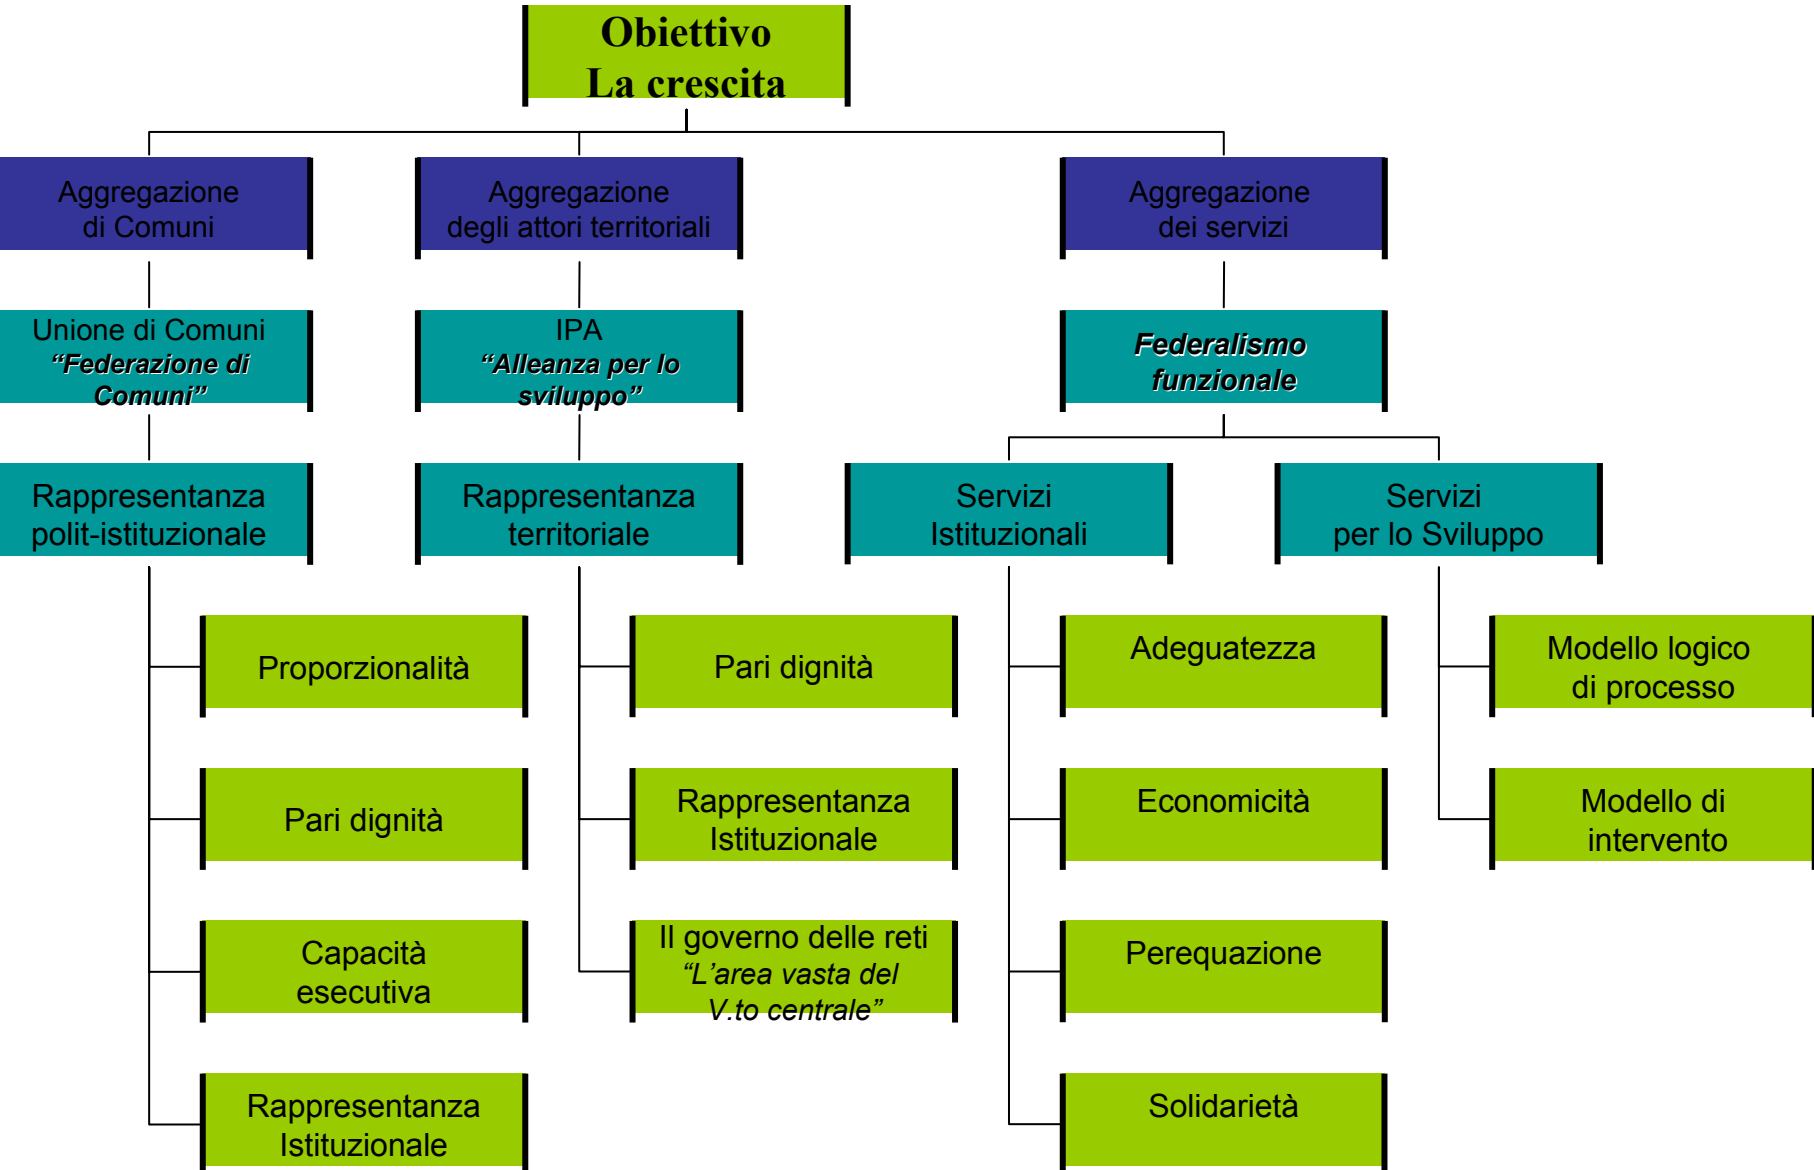 Obiettivo
La crescita
Aggregazione
di Comuni
Aggregazione
degli attori territoriali
Aggregazione
dei servizi
Unione di Comuni
“Federazione di
Comuni”
IPA
“Alleanza per lo
sviluppo”
Federalismo
funzionale
Rappresentanza
polit-istituzionale
Rappresentanza
territoriale
Servizi
Istituzionali
Servizi
per lo Sviluppo
Proporzionalità
Pari dignità
Adeguatezza
Modello logico
di processo
Pari dignità
Rappresentanza
Istituzionale
Economicità
Modello di
intervento
Capacità
esecutiva
Il governo delle reti
“L’area vasta del
V.to centrale”
Perequazione
Rappresentanza
Istituzionale
Solidarietà